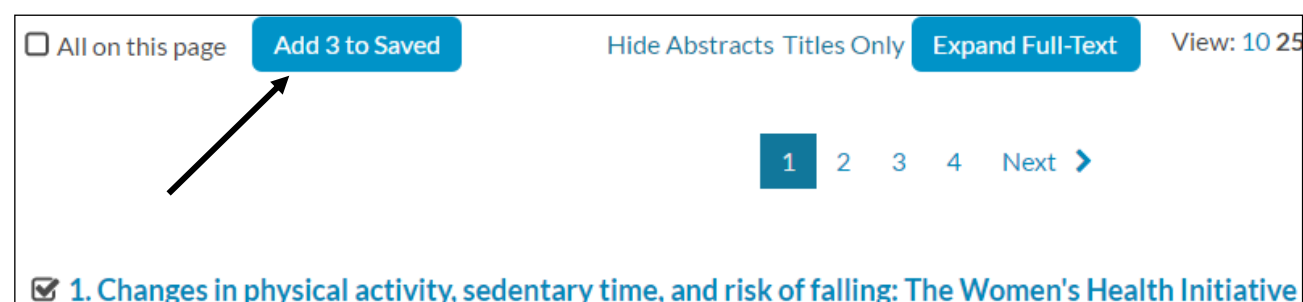 All on this page Add 3 to Saved Hide Abstracts Titles Only Expand Full-Text View: 10 25
1 2 3 4 Next
1. Changes in physical activity, sedentary time, and risk of falling: The Women's Health Initiative